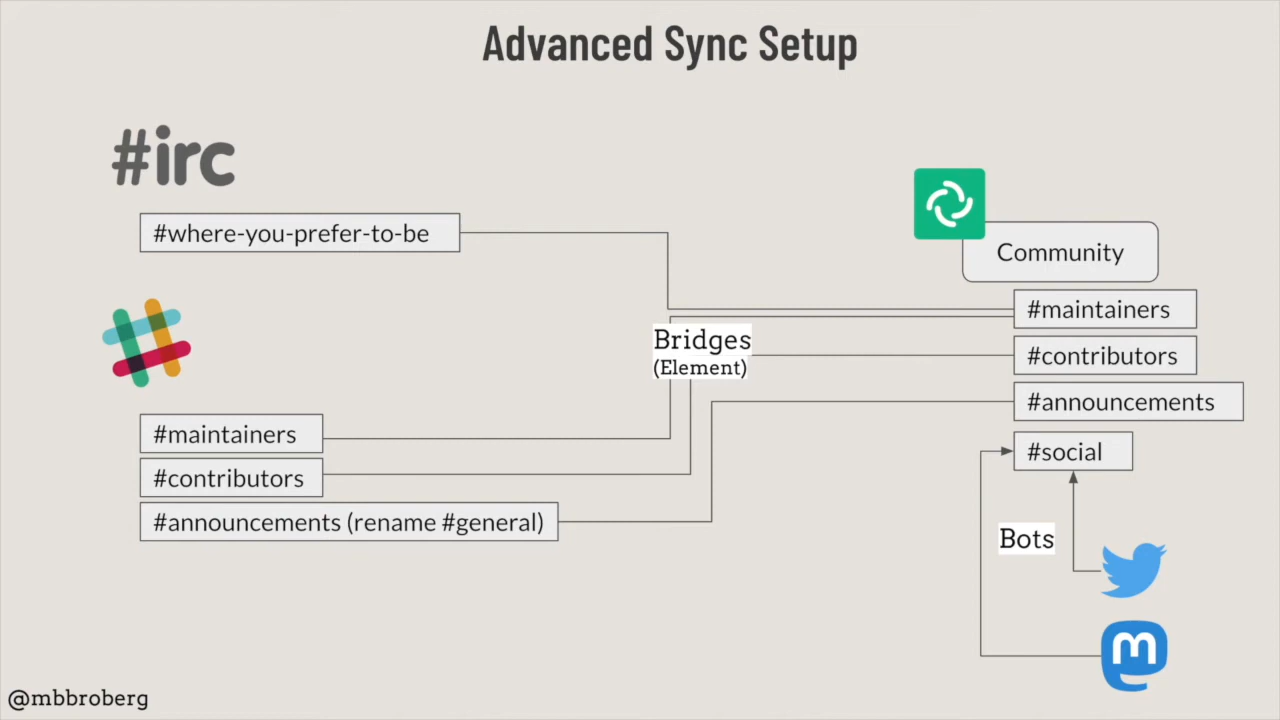 Advanced Sync Setup
#irc
#where-you-prefer-to-be
Community
#maintainers
Bridges
(Element)
#contributors
#announcements
#maintainers
#contributors
#announcements (rename #general)
#social
Bots
m
@mbbroberg